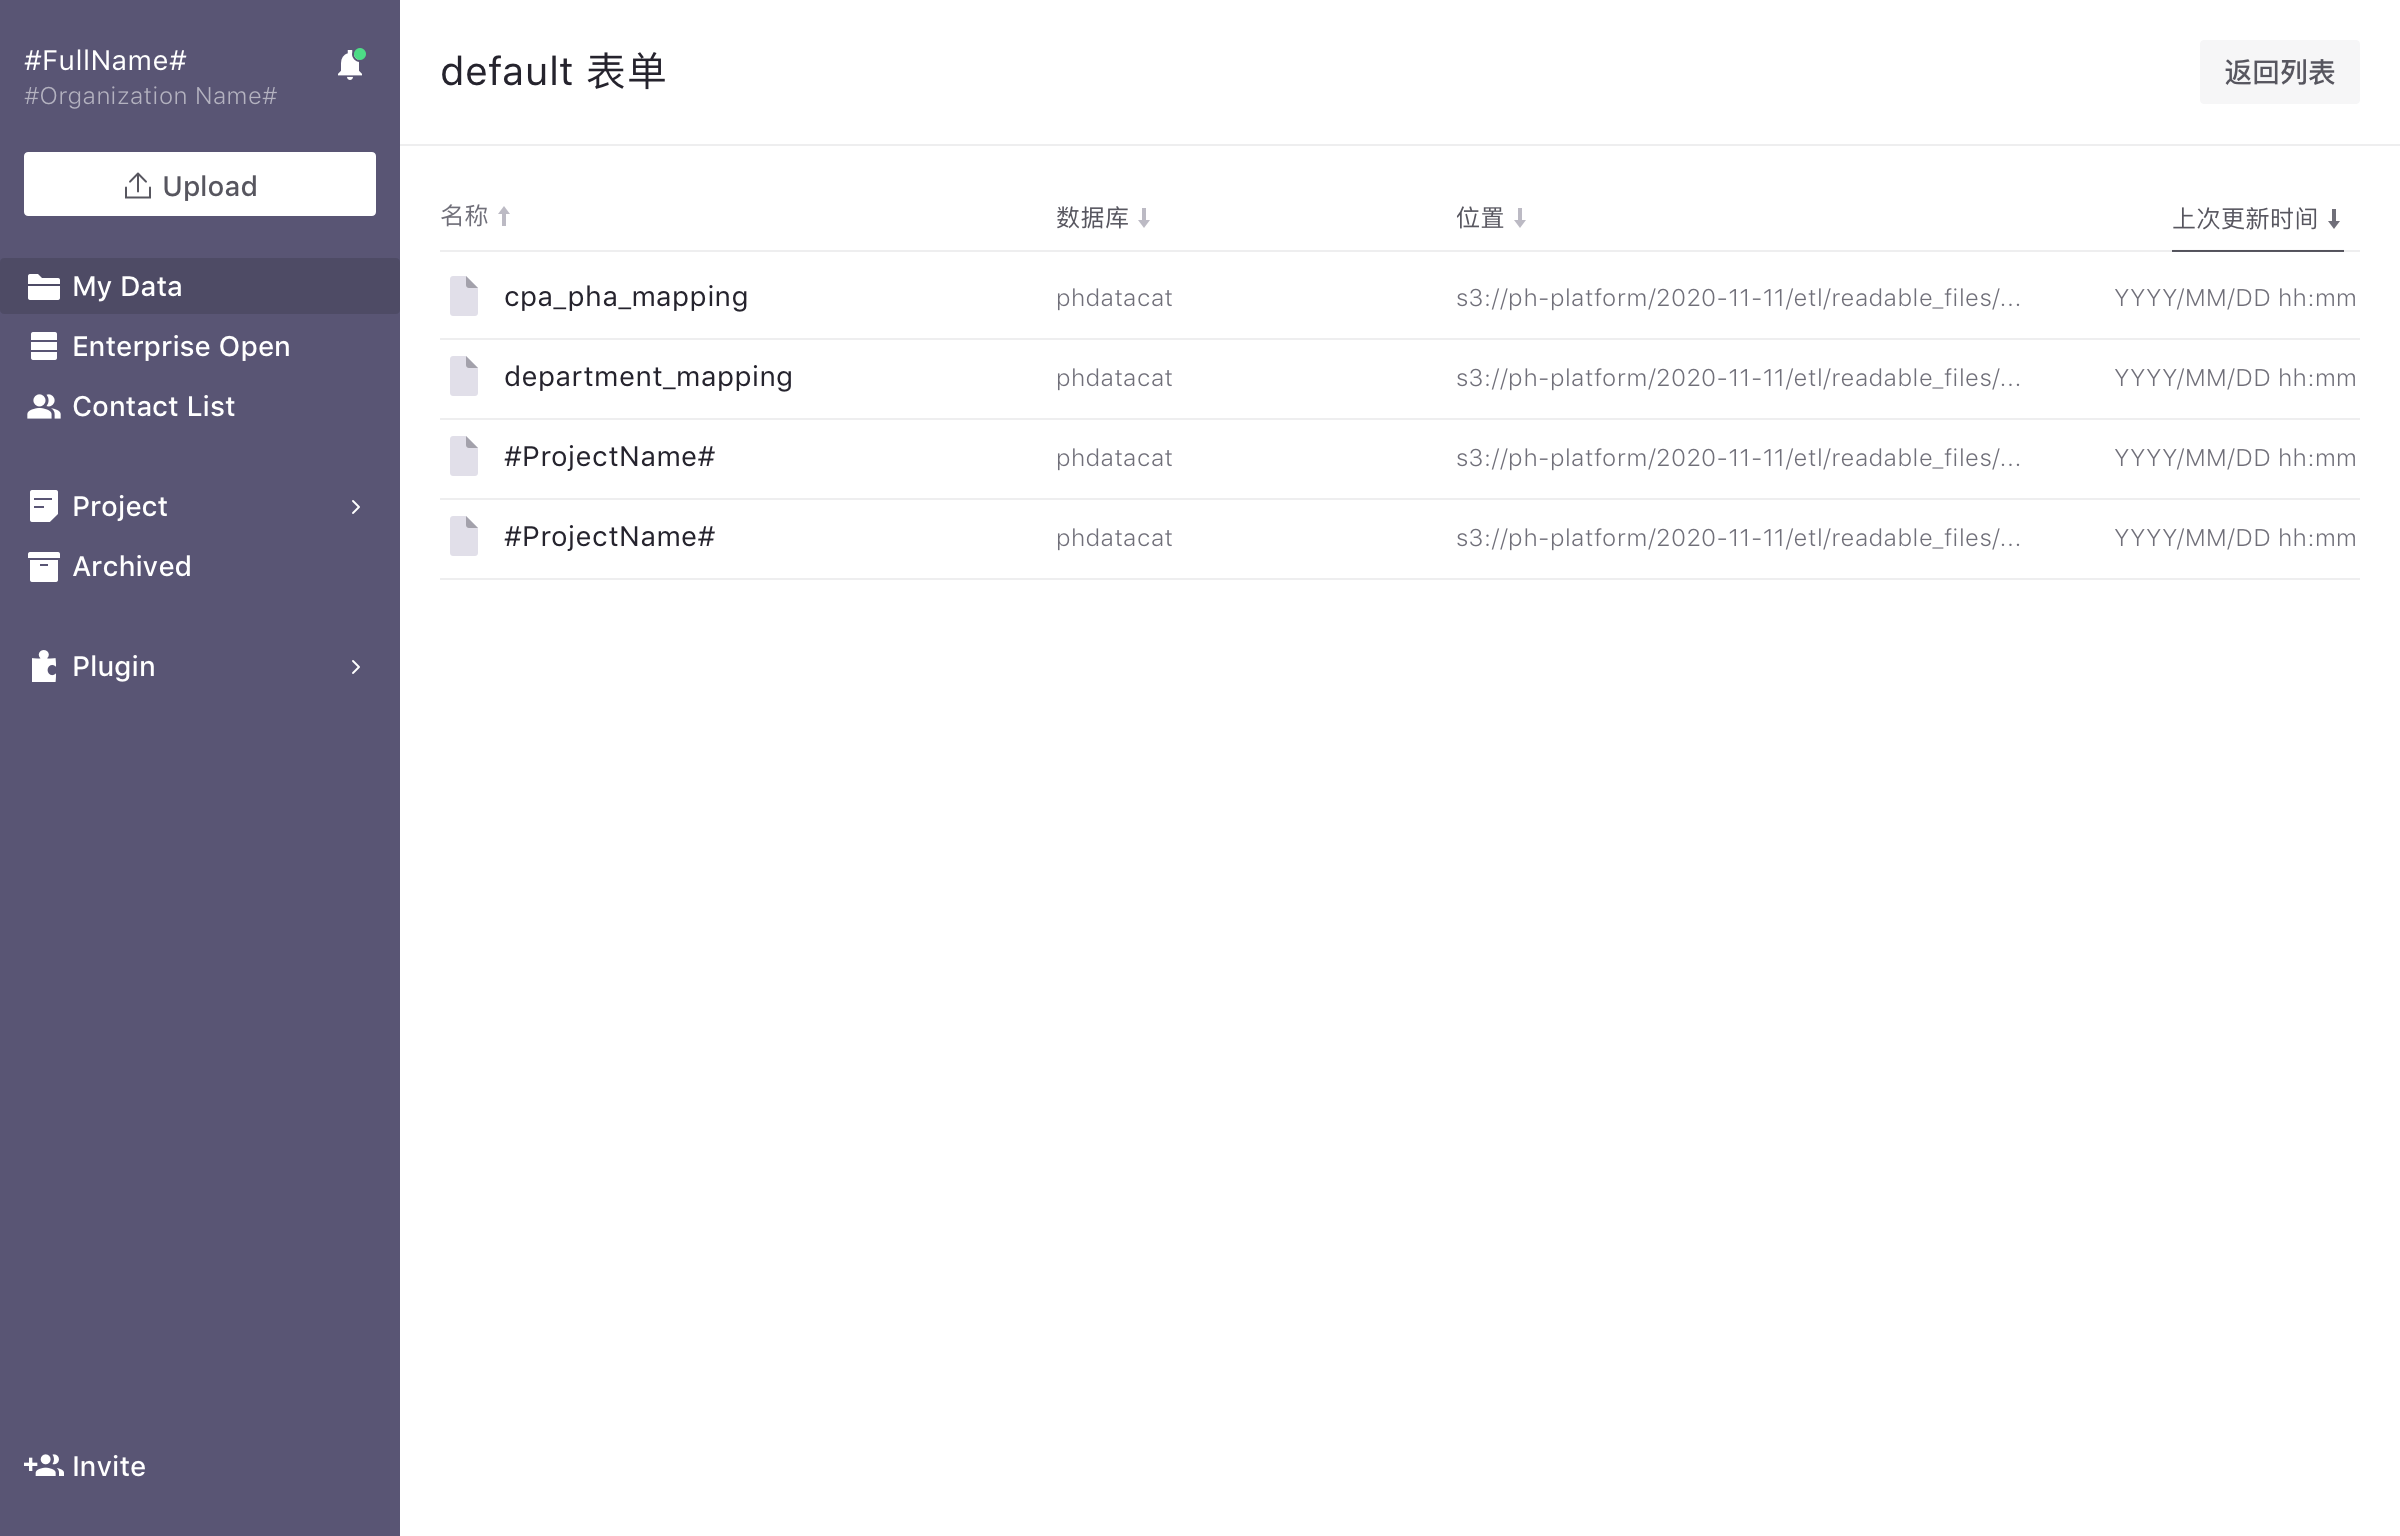 #FullName#
#Organization Name#
Upload
My Data
Enterprise Open
Contact List
Project
Archived
Plugin
Invite
default 表单
返回列表
名称 数据库 位置 上次更新时间
cpa_pha_mapping phdatacat s3://ph-platform/2020-11-11/etl/readable_files/... YYYY/MM/DD hh:mm
department_mapping phdatacat s3://ph-platform/2020-11-11/etl/readable_files/... YYYY/MM/DD hh:mm
#ProjectName# phdatacat s3://ph-platform/2020-11-11/etl/readable_files/... YYYY/MM/DD hh:mm
#ProjectName# phdatacat s3://ph-platform/2020-11-11/etl/readable_files/... YYYY/MM/DD hh:mm